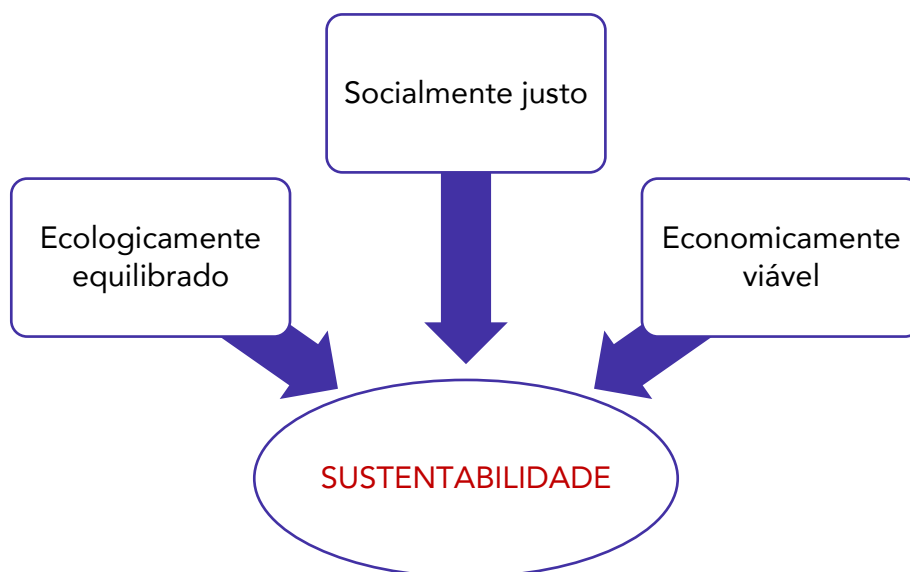 Socialmente justo
Ecologicamente
equilibrado
Economicamente
viável
SUSTENTABILIDADE